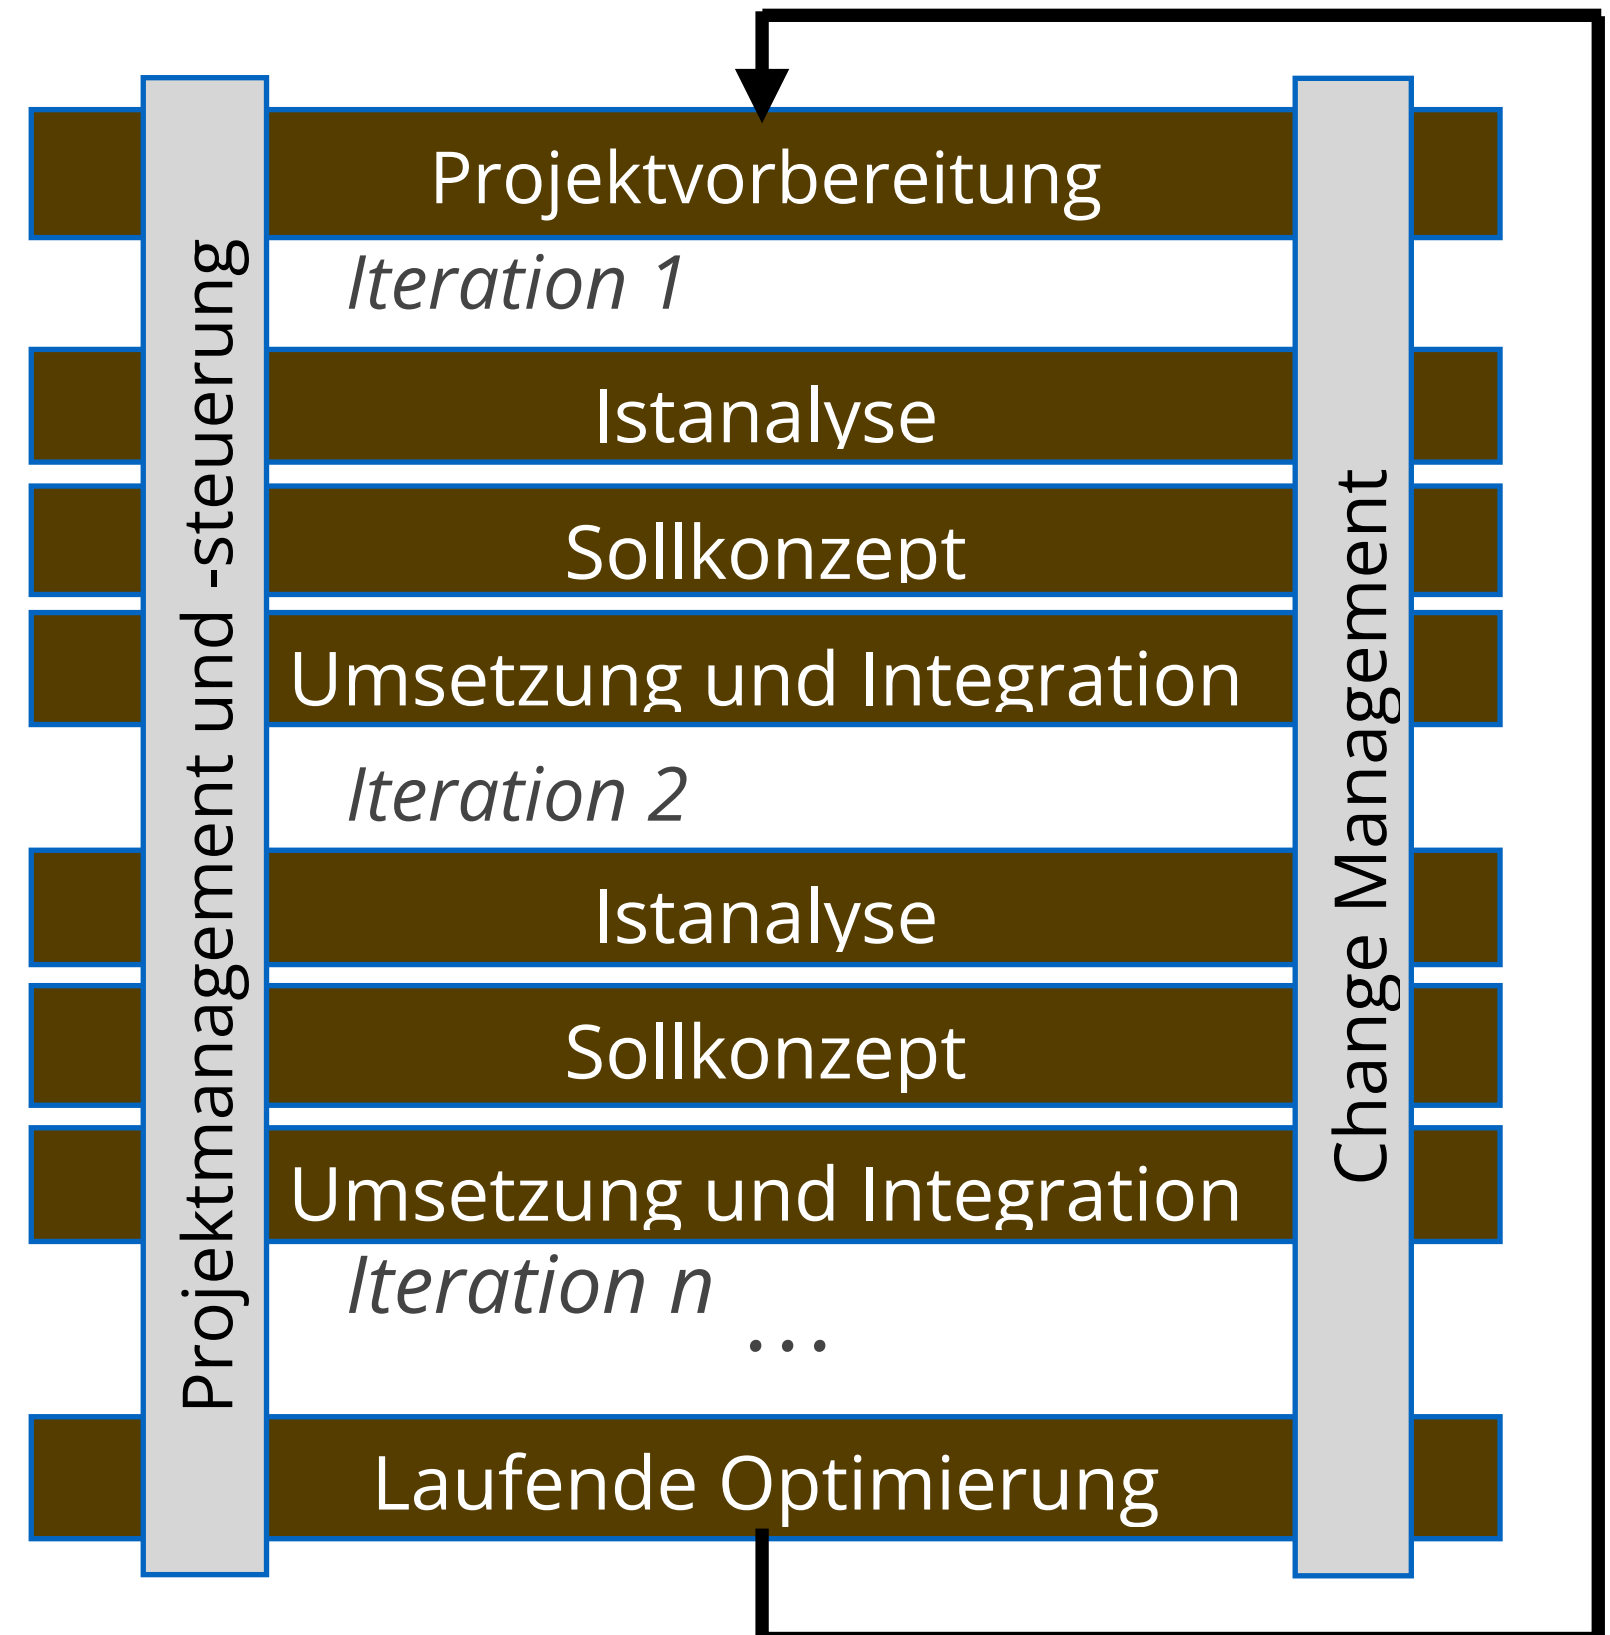 Projektvorbereitung
Iteration 1
Istanalyse
Sollkonzept
Umsetzung und Integration
Iteration 2
Istanalyse
Sollkonzept
Umsetzung und Integration
Iteration n
...
Laufende Optimierung
Projektmanagement und -steuerung
Change Management